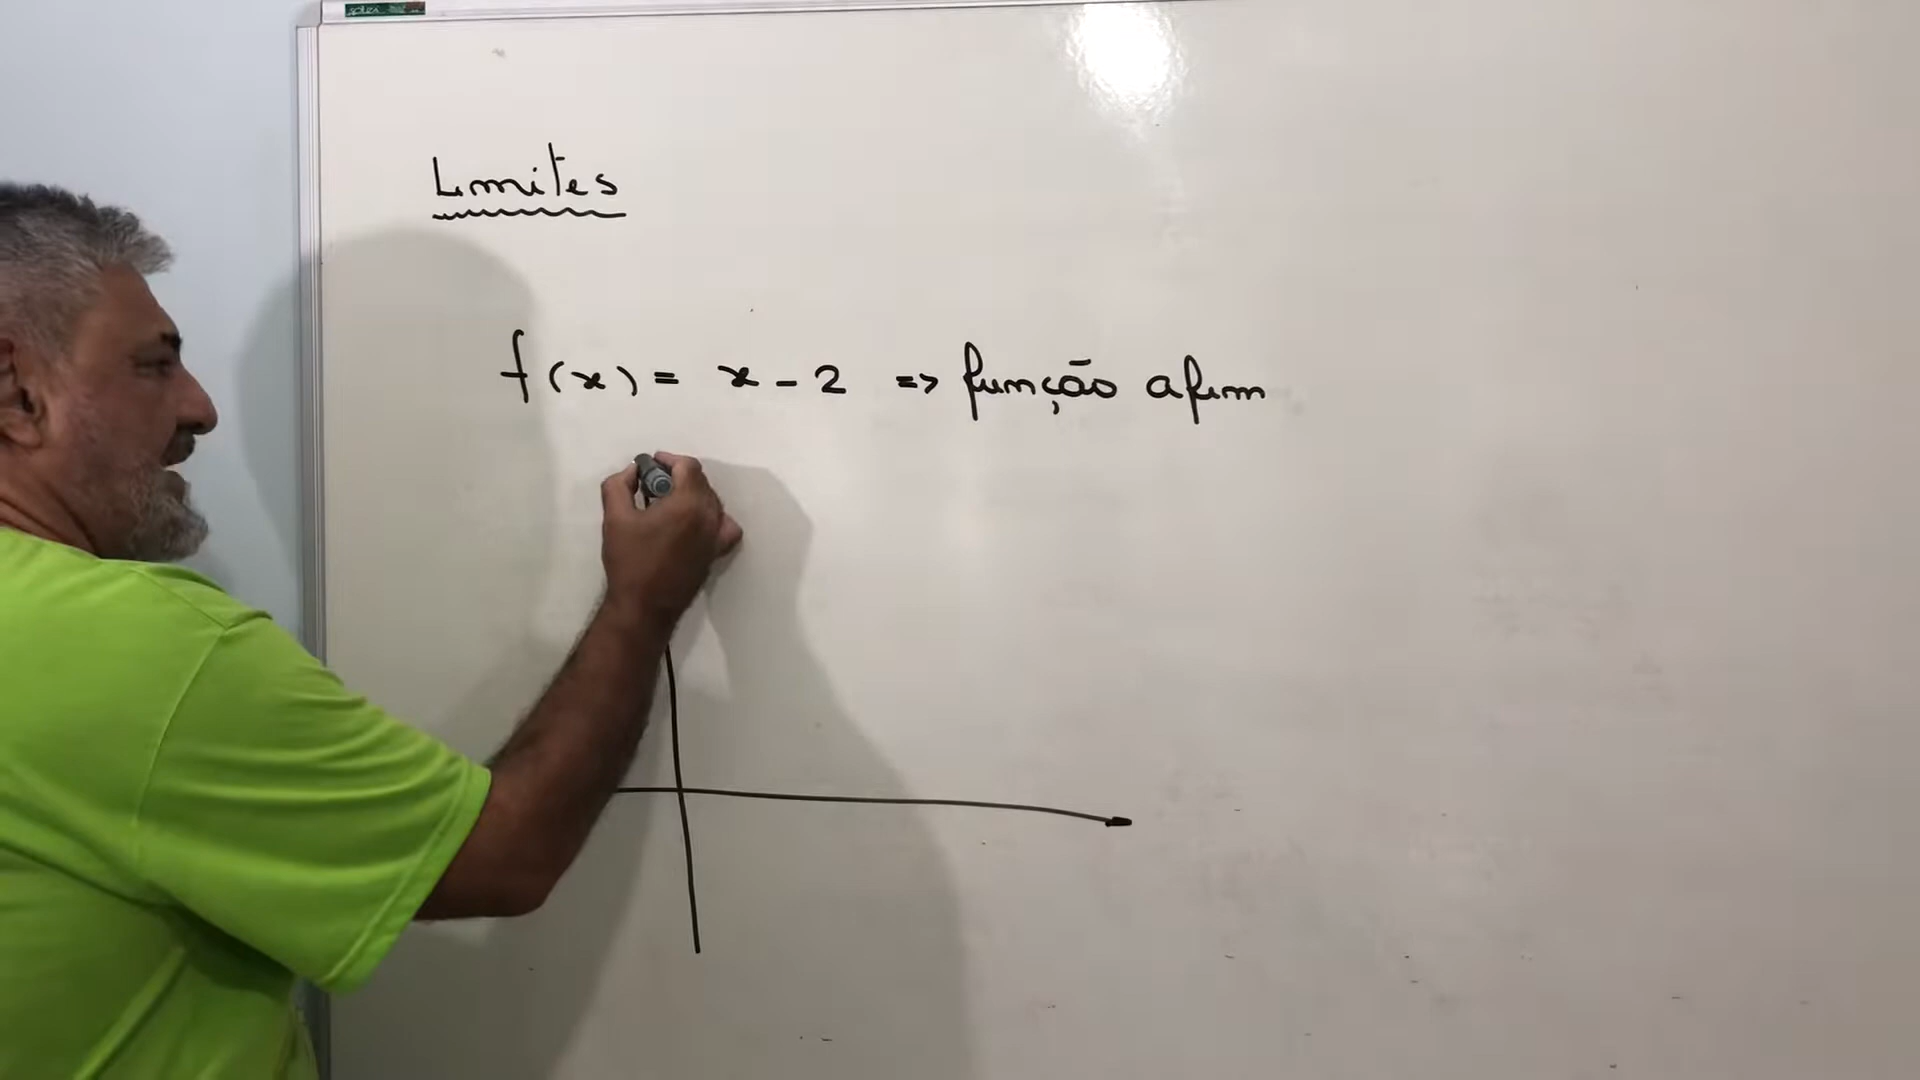 Limites
f(x) = x - 2 => função afim